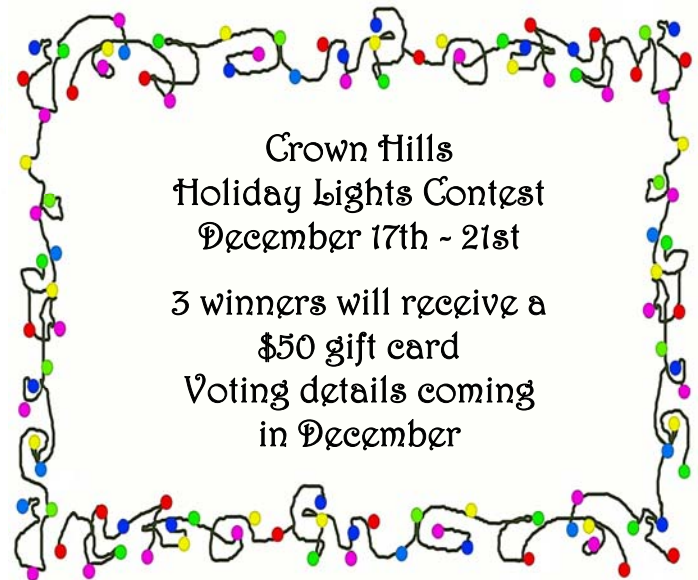 Crown Hills
Holiday Lights Contest
December 17th - 21st
3 winners will receive a
$50 gift card
Voting details coming
in December